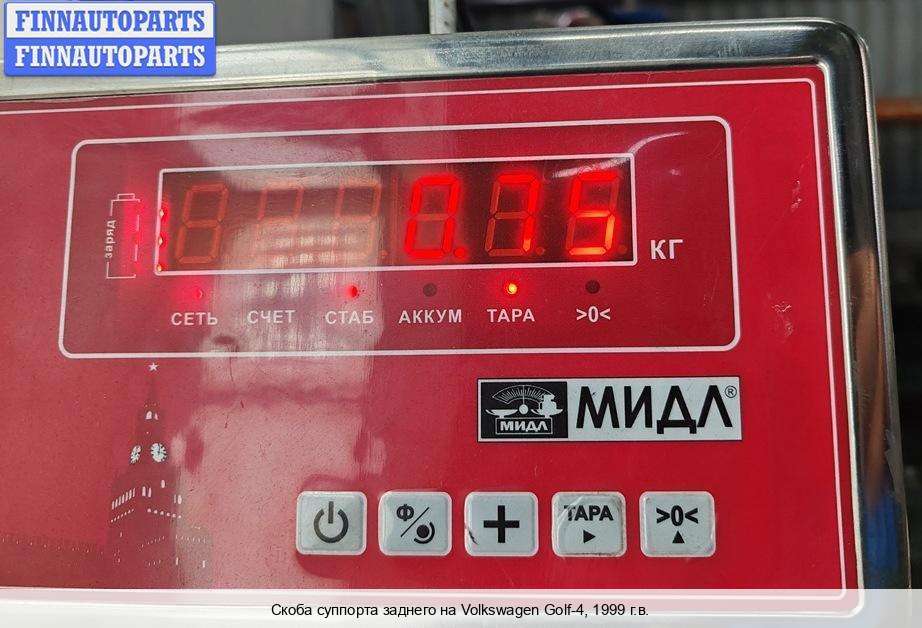 FINNAUTOPARTS
FINNAUTOPARTS
заряд
0.75
КГ
СЕТЬ СЧЕТ СТАБ АККУМ ТАРА >0<
МИДЛ МИДЛ®
Ф
+
ТАРА >0<
Скоба суппорта заднего на Volkswagen Golf-4, 1999 г.в.